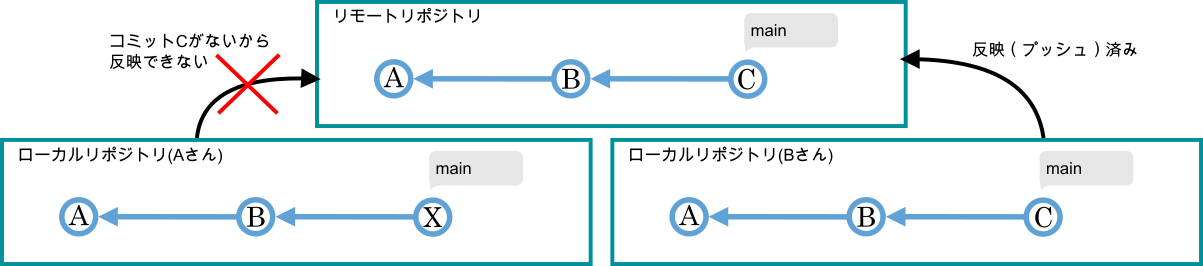 リモートリポジトリ
コミットCがないから
反映できない
main
反映（プッシュ）済み
A
B
C
ローカルリポジトリ(Aさん)
main
A
B
X
ローカルリポジトリ(Bさん)
main
A
B
C